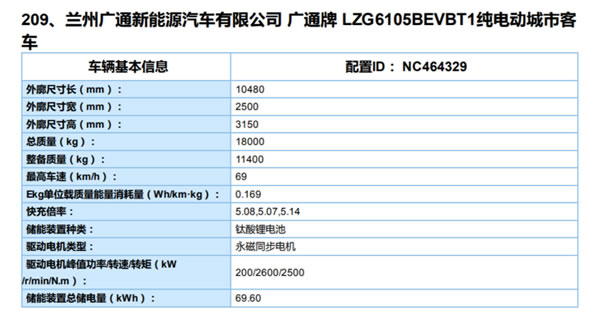 209、兰州广通新能源汽车有限公司 广通牌 LZG6105BEVBT1纯电动城市客
车
车辆基本信息 配置ID： NC464329
外廓尺寸长（mm）： 10480
外廓尺寸宽（mm）： 2500
外廓尺寸高（mm）： 3150
总质量（kg）： 18000
整备质量（kg）： 11400
最高车速（km/h）： 69
Ekg单位载质量能量消耗量（Wh/km·kg）： 0.169
快充倍率： 5.08,5.07,5.14
储能装置种类： 钛酸锂电池
驱动电机类型： 永磁同步电机
驱动电机峰值功率/转速/转矩（kW
/r/min/N.m）： 200/2600/2500
储能装置总储电量（kWh）： 69.60